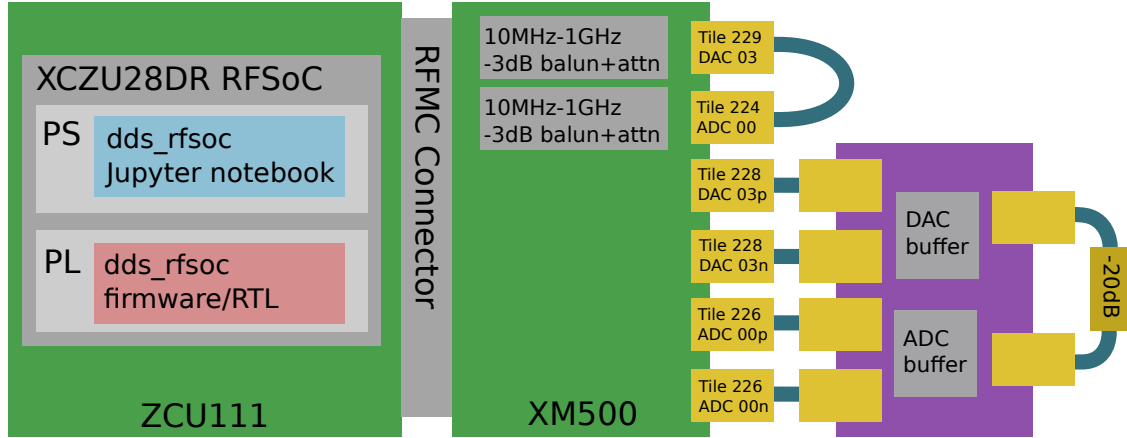 XCZU28DR RFSoC
PS
dds_rfsoc
Jupyter notebook
PL
dds_rfsoc
firmware/RTL
ZCU111
RFMC Connector
10MHz-1GHz
-3dB balun+attn
10MHz-1GHz
-3dB balun+attn
XM500
Tile 229
DAC 03
Tile 224
ADC 00
Tile 228
DAC 03p
Tile 228
DAC 03n
Tile 226
ADC 00p
Tile 226
ADC 00n
DAC
buffer
ADC
buffer
-20dB